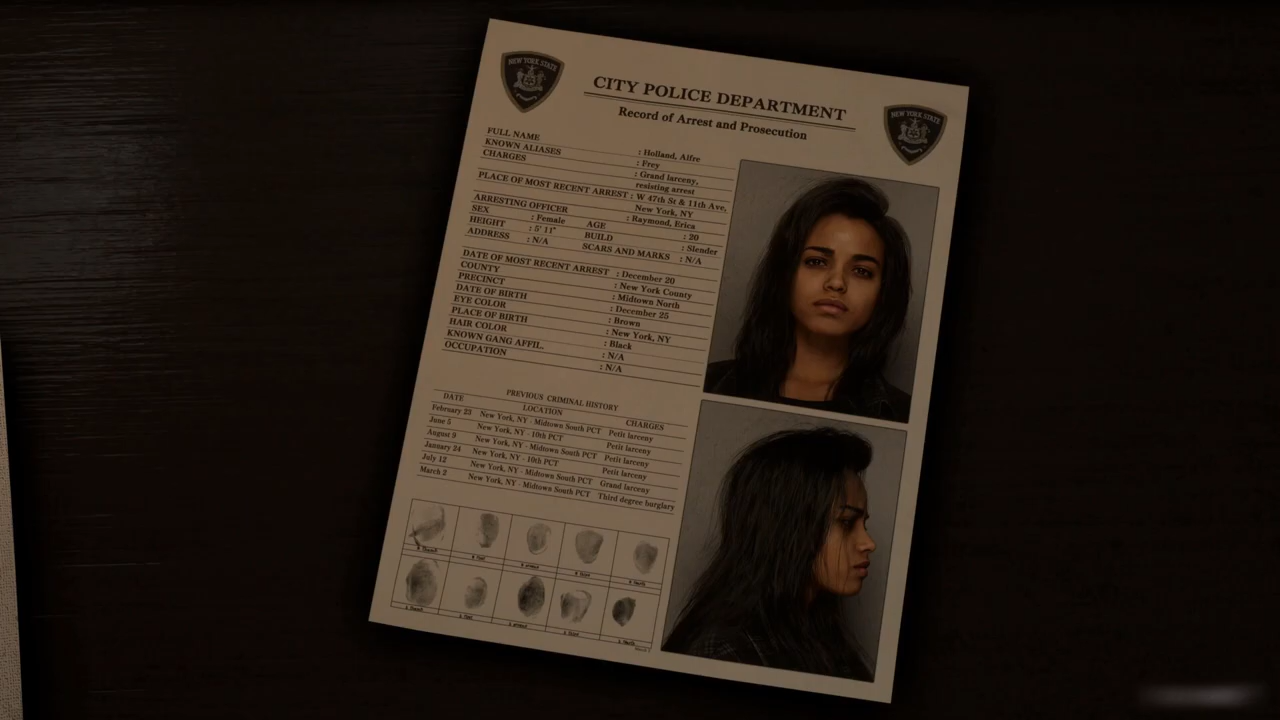 NEW YORK STATE
CITY POLICE DEPARTMENT
NEW YORK STATE
Record of Arrest and Prosecution
FULL NAME : Holland, Alfre
KNOWN ALIASES : Frey
CHARGES : Grand larceny,
resisting arrest
PLACE OF MOST RECENT ARREST : W 47th St & 11th Ave,
New York, NY
ARRESTING OFFICER : Raymond, Erica
SEX : Female AGE : 20
HEIGHT : 5' 11" BUILD : Slender
ADDRESS : N/A SCARS AND MARKS : N/A
DATE OF MOST RECENT ARREST : December 20
COUNTY : New York County
PRECINCT : Midtown North
DATE OF BIRTH : December 25
EYE COLOR : Brown
PLACE OF BIRTH : New York, NY
HAIR COLOR : Black
KNOWN GANG AFFIL. : N/A
OCCUPATION : N/A
PREVIOUS CRIMINAL HISTORY
DATE LOCATION CHARGES
February 23 New York, NY - Midtown South PCT Petit larceny
June 5 New York, NY - 10th PCT Petit larceny
August 9 New York, NY - Midtown South PCT Petit larceny
January 24 New York, NY - 10th PCT Petit larceny
July 12 New York, NY - Midtown South PCT Grand larceny
March 2 New York, NY - Midtown South PCT Third degree burglary